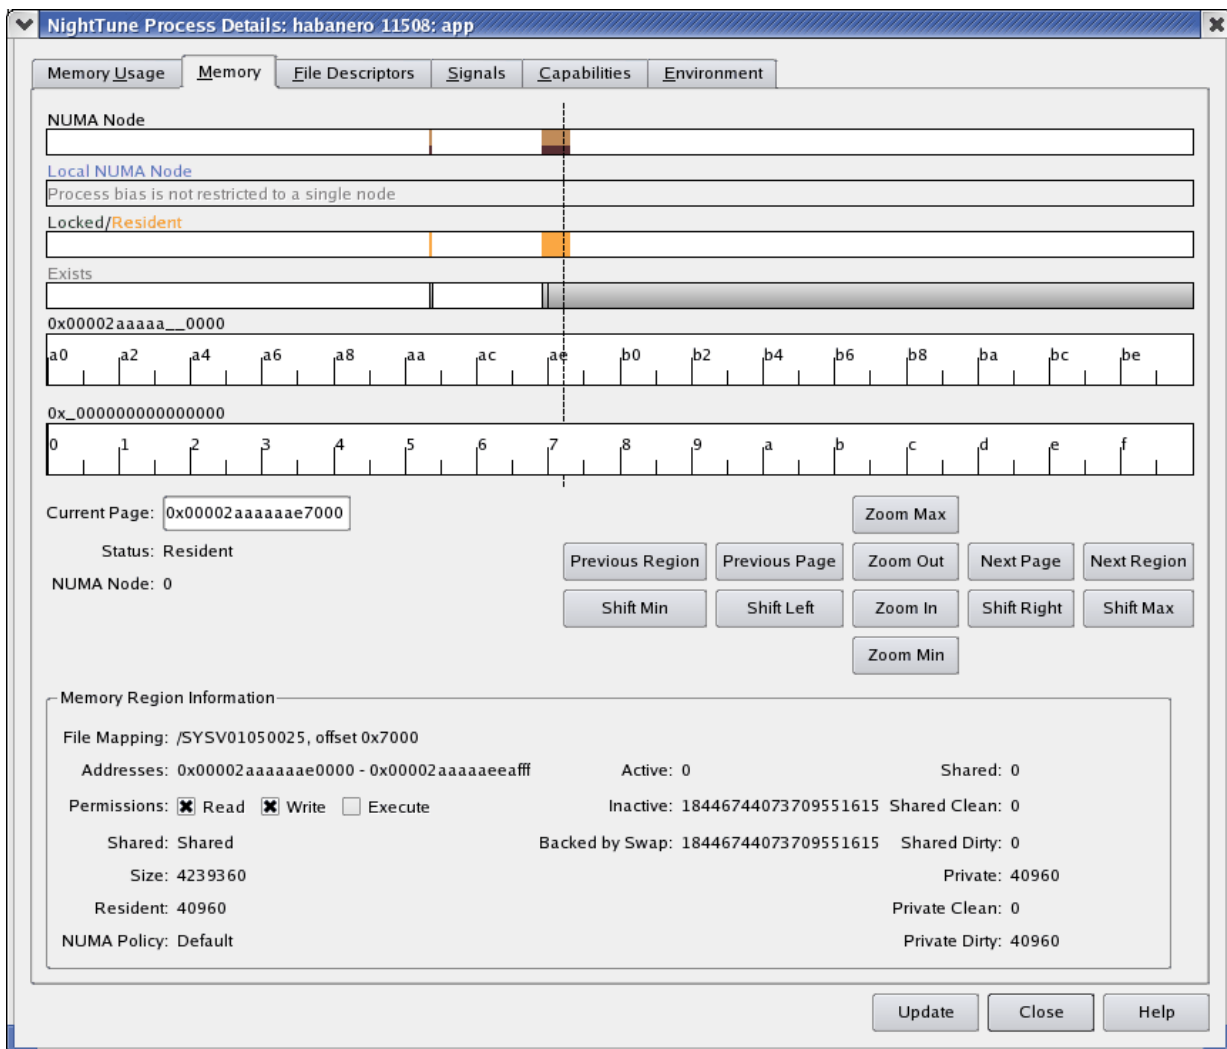 NightTune Process Details: habanero 11508: app
Memory Usage Memory File Descriptors Signals Capabilities Environment
NUMA Node
Local NUMA Node
Process bias is not restricted to a single node
Locked/Resident
Exists
0x00002aaaaa__0000
a0 a2 a4 a6 a8 aa ac ae b0 b2 b4 b6 b8 ba bc be
0x_000000000000000
0 1 2 3 4 5 6 7 8 9 a b c d e f
Current Page: 0x00002aaaaaae7000 Zoom Max
Status: Resident
Previous Region Previous Page Zoom Out Next Page Next Region
NUMA Node: 0
Shift Min Shift Left Zoom In Shift Right Shift Max
Zoom Min
Memory Region Information
File Mapping: /SYSV01050025, offset 0x7000
Addresses: 0x00002aaaaaae0000 - 0x00002aaaaaeeafff Active: 0 Shared: 0
Permissions: Read Write Execute Inactive: 18446744073709551615 Shared Clean: 0
Shared: Shared Backed by Swap: 18446744073709551615 Shared Dirty: 0
Size: 4239360 Private: 40960
Resident: 40960 Private Clean: 0
NUMA Policy: Default Private Dirty: 40960
Update Close Help